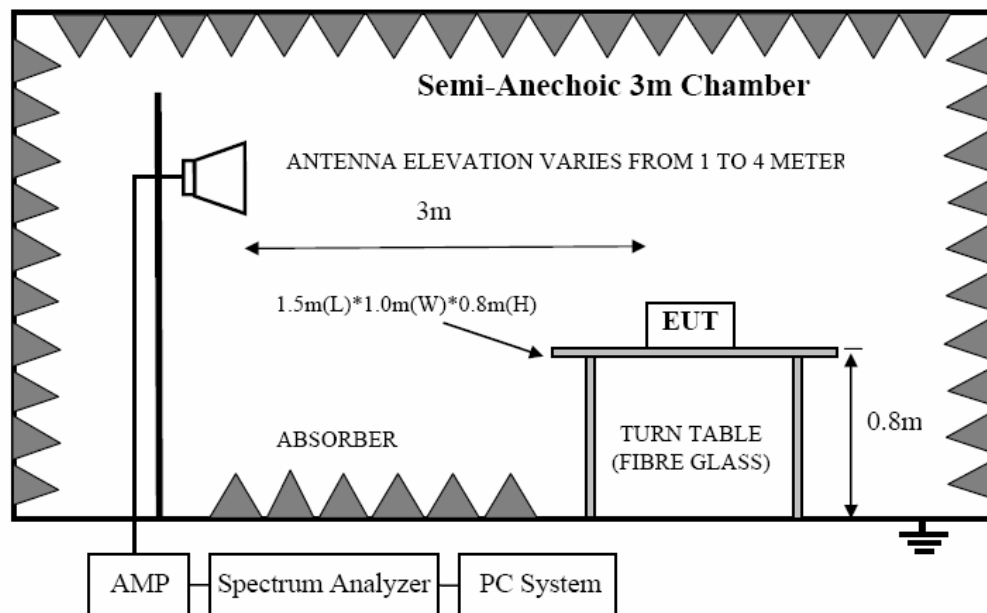 Semi-Anechoic 3m Chamber
ANTENNA ELEVATION VARIES FROM 1 TO 4 METER
3m
1.5m(L)*1.0m(W)*0.8m(H)
EUT
0.8m
ABSORBER
TURN TABLE
(FIBRE GLASS)
AMP
Spectrum Analyzer
PC System